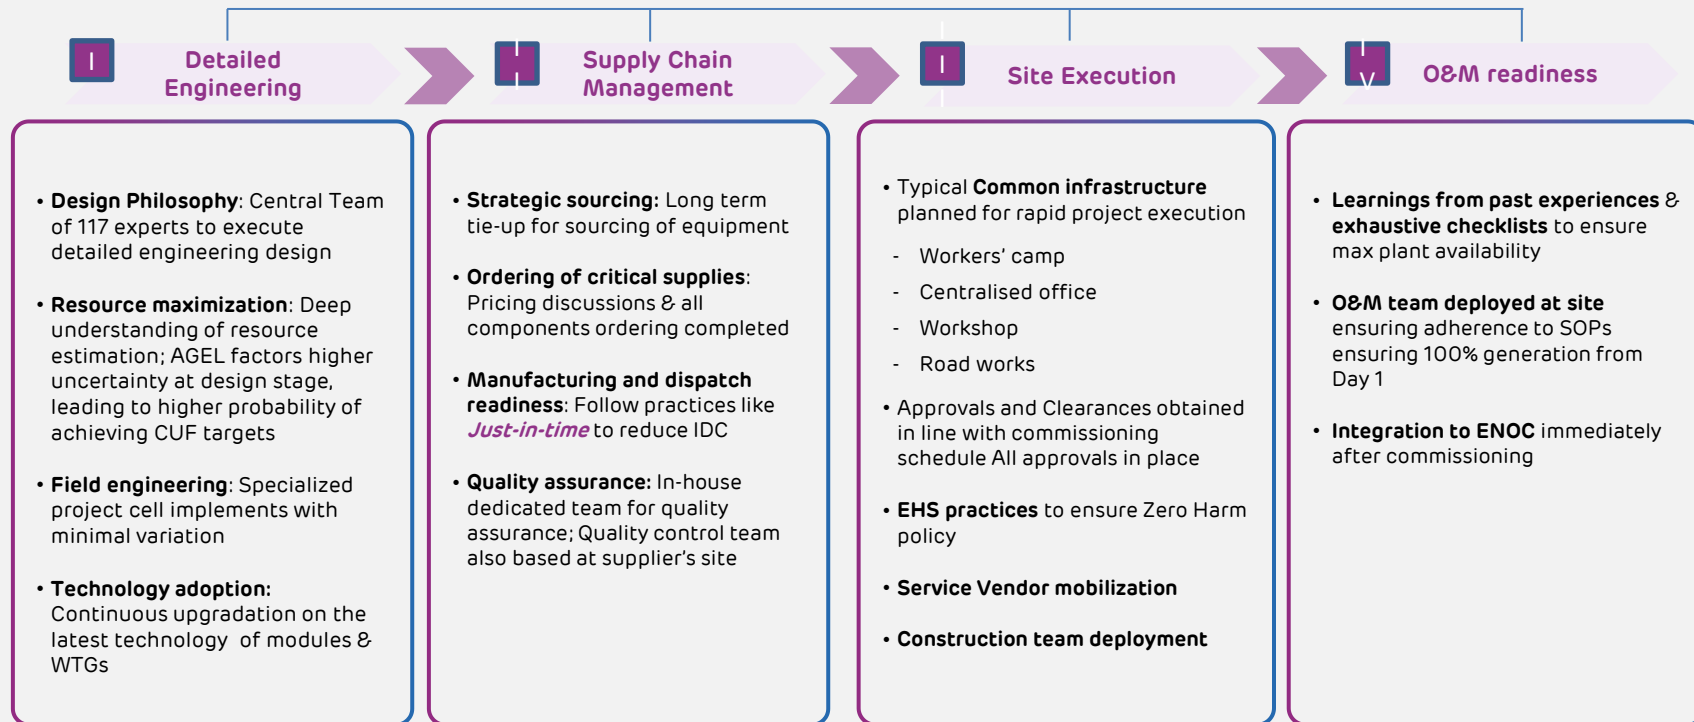 I
Detailed
Engineering
II
Supply Chain
Management
III
Site Execution
IV
O&M readiness
• Design Philosophy: Central Team
of 117 experts to execute
detailed engineering design
• Resource maximization: Deep
understanding of resource
estimation; AGEL factors higher
uncertainty at design stage,
leading to higher probability of
achieving CUF targets
• Field engineering: Specialized
project cell implements with
minimal variation
• Technology adoption:
Continuous upgradation on the
latest technology of modules &
WTGs
• Strategic sourcing: Long term
tie-up for sourcing of equipment
• Ordering of critical supplies:
Pricing discussions & all
components ordering completed
• Manufacturing and dispatch
readiness: Follow practices like
Just-in-time to reduce IDC
• Quality assurance: In-house
dedicated team for quality
assurance; Quality control team
also based at supplier's site
• Typical Common infrastructure
planned for rapid project execution
- Workers' camp
- Centralised office
- Workshop
- Road works
• Approvals and Clearances obtained
in line with commissioning
schedule All approvals in place
• EHS practices to ensure Zero Harm
policy
• Service Vendor mobilization
• Construction team deployment
• Learnings from past experiences &
exhaustive checklists to ensure
max plant availability
• O&M team deployed at site
ensuring adherence to SOPs
ensuring 100% generation from
Day 1
• Integration to ENOC immediately
after commissioning